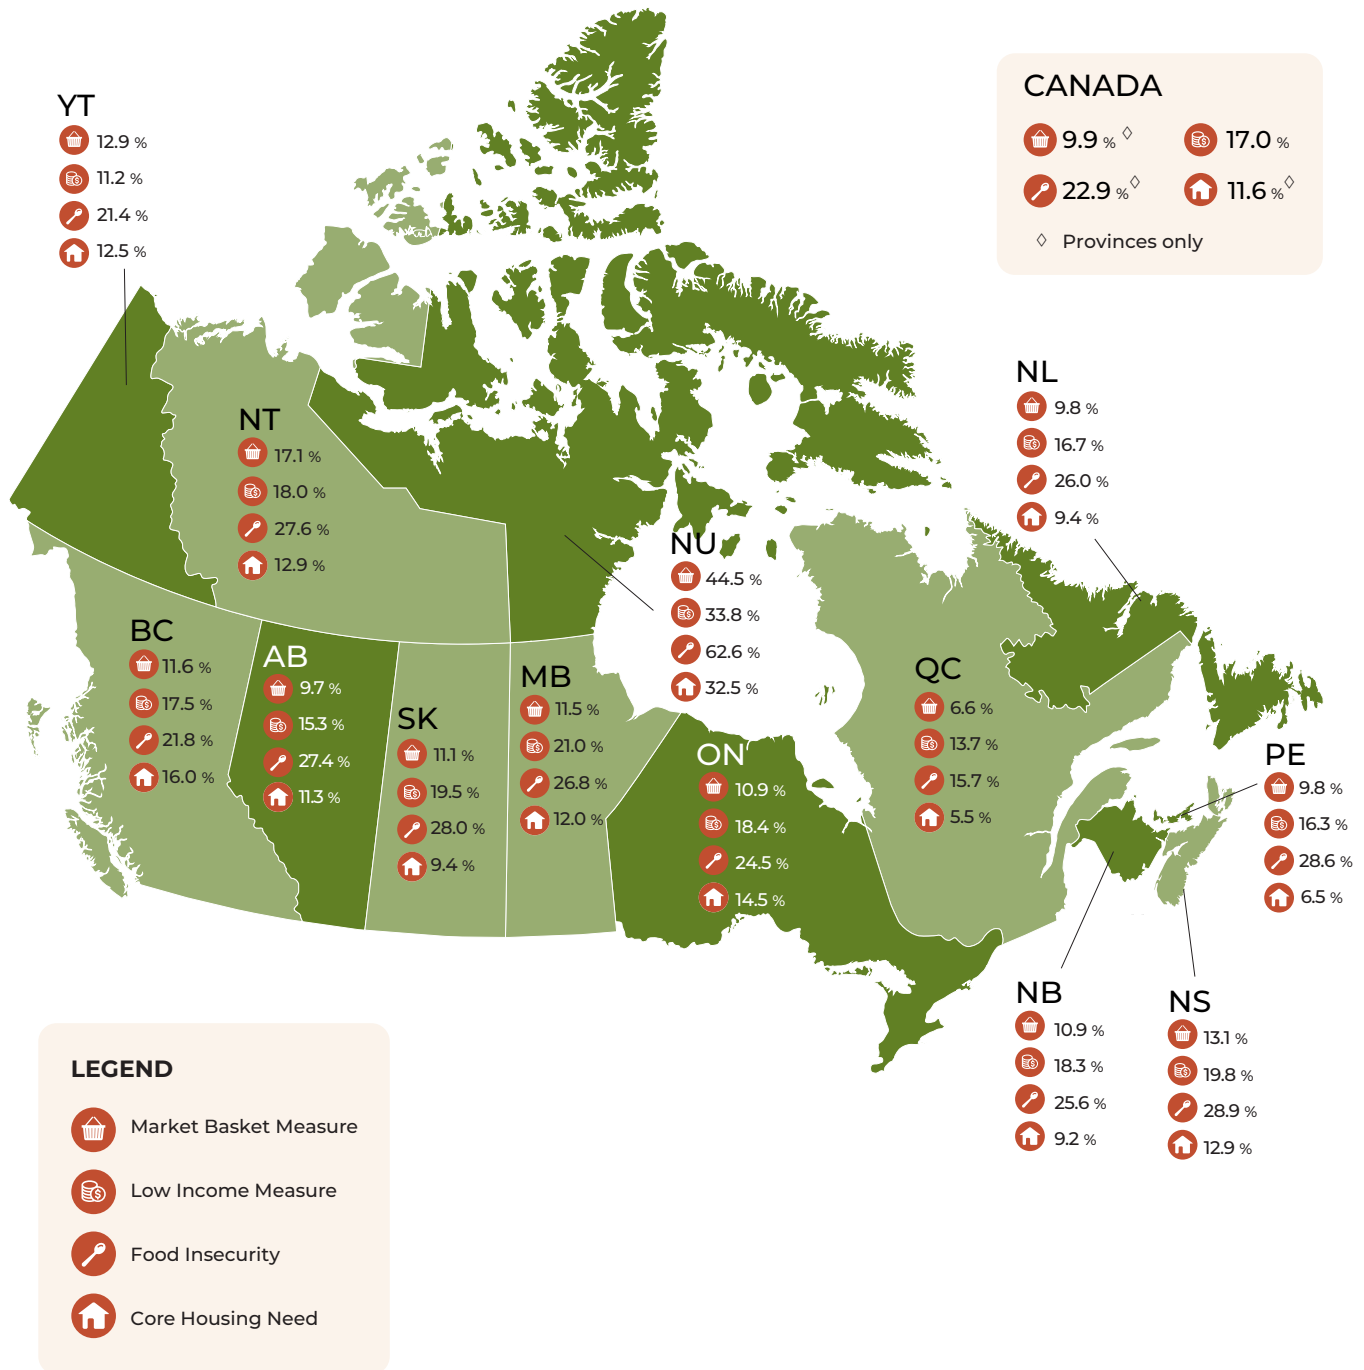 YT
12.9 %
11.2 %
21.4 %
12.5 %
CANADA
9.9 % ◊
17.0 %
22.9 % ◊
11.6 % ◊
◊ Provinces only
NT
17.1 %
18.0 %
27.6 %
12.9 %
NL
9.8 %
16.7 %
26.0 %
9.4 %
NU
44.5 %
33.8 %
62.6 %
32.5 %
BC
11.6 %
17.5 %
21.8 %
16.0 %
AB
9.7 %
15.3 %
27.4 %
11.3 %
SK
11.1 %
19.5 %
28.0 %
9.4 %
MB
11.5 %
21.0 %
26.8 %
12.0 %
ON
10.9 %
18.4 %
24.5 %
14.5 %
QC
6.6 %
13.7 %
15.7 %
5.5 %
PE
9.8 %
16.3 %
28.6 %
6.5 %
NB
10.9 %
18.3 %
25.6 %
9.2 %
NS
13.1 %
19.8 %
28.9 %
12.9 %
LEGEND
Market Basket Measure
Low Income Measure
Food Insecurity
Core Housing Need